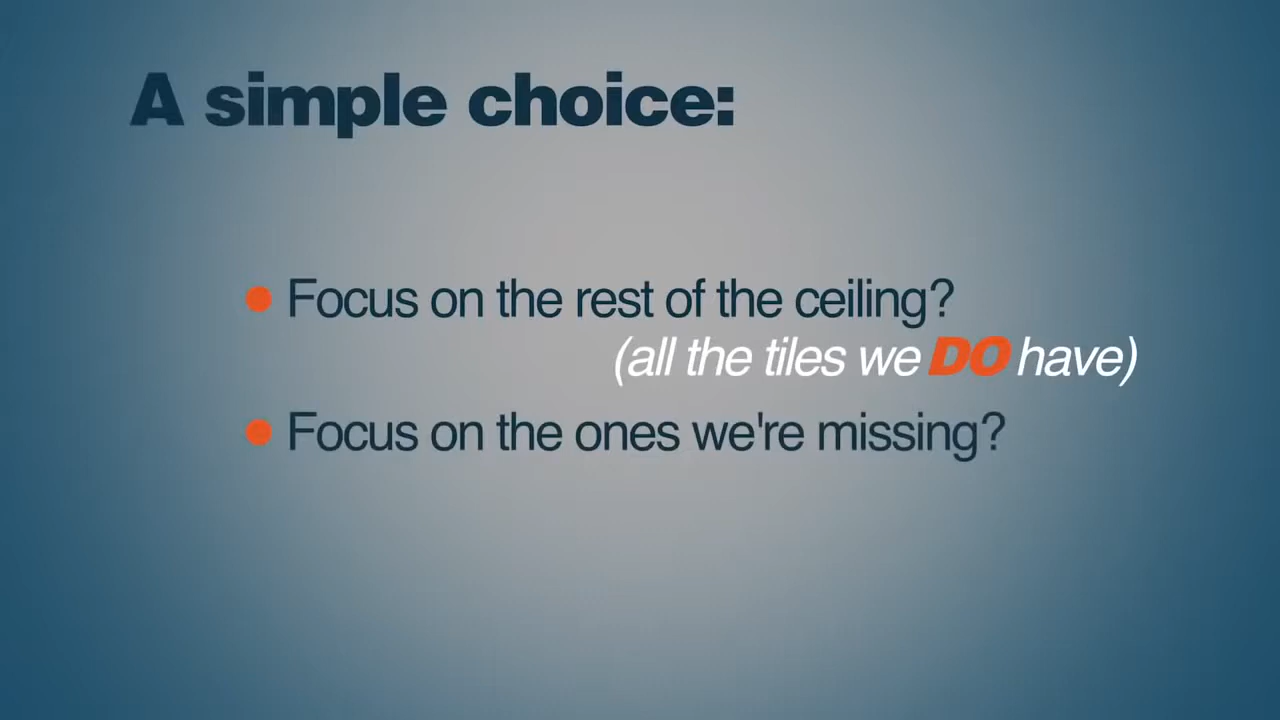 A simple choice:
Focus on the rest of the ceiling?
(all the tiles we DO have)
Focus on the ones we're missing?